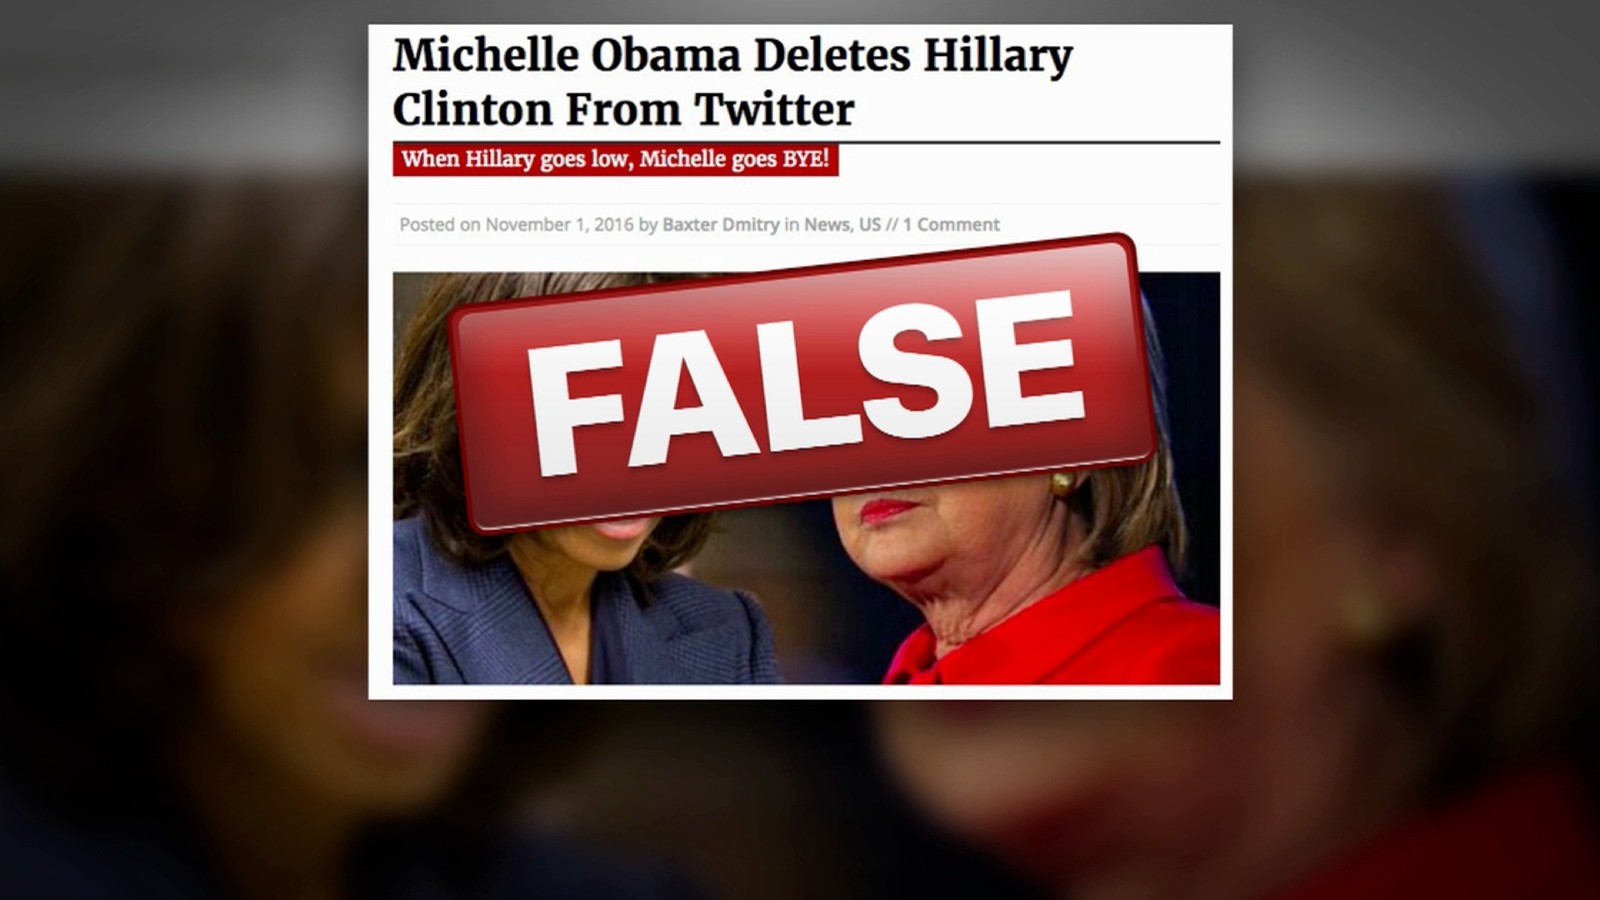 Michelle Obama Deletes Hillary
Clinton From Twitter
When Hillary goes low, Michelle goes BYE!
Posted on November 1, 2016 by Baxter Dmitry in News, US // 1 Comment
FALSE